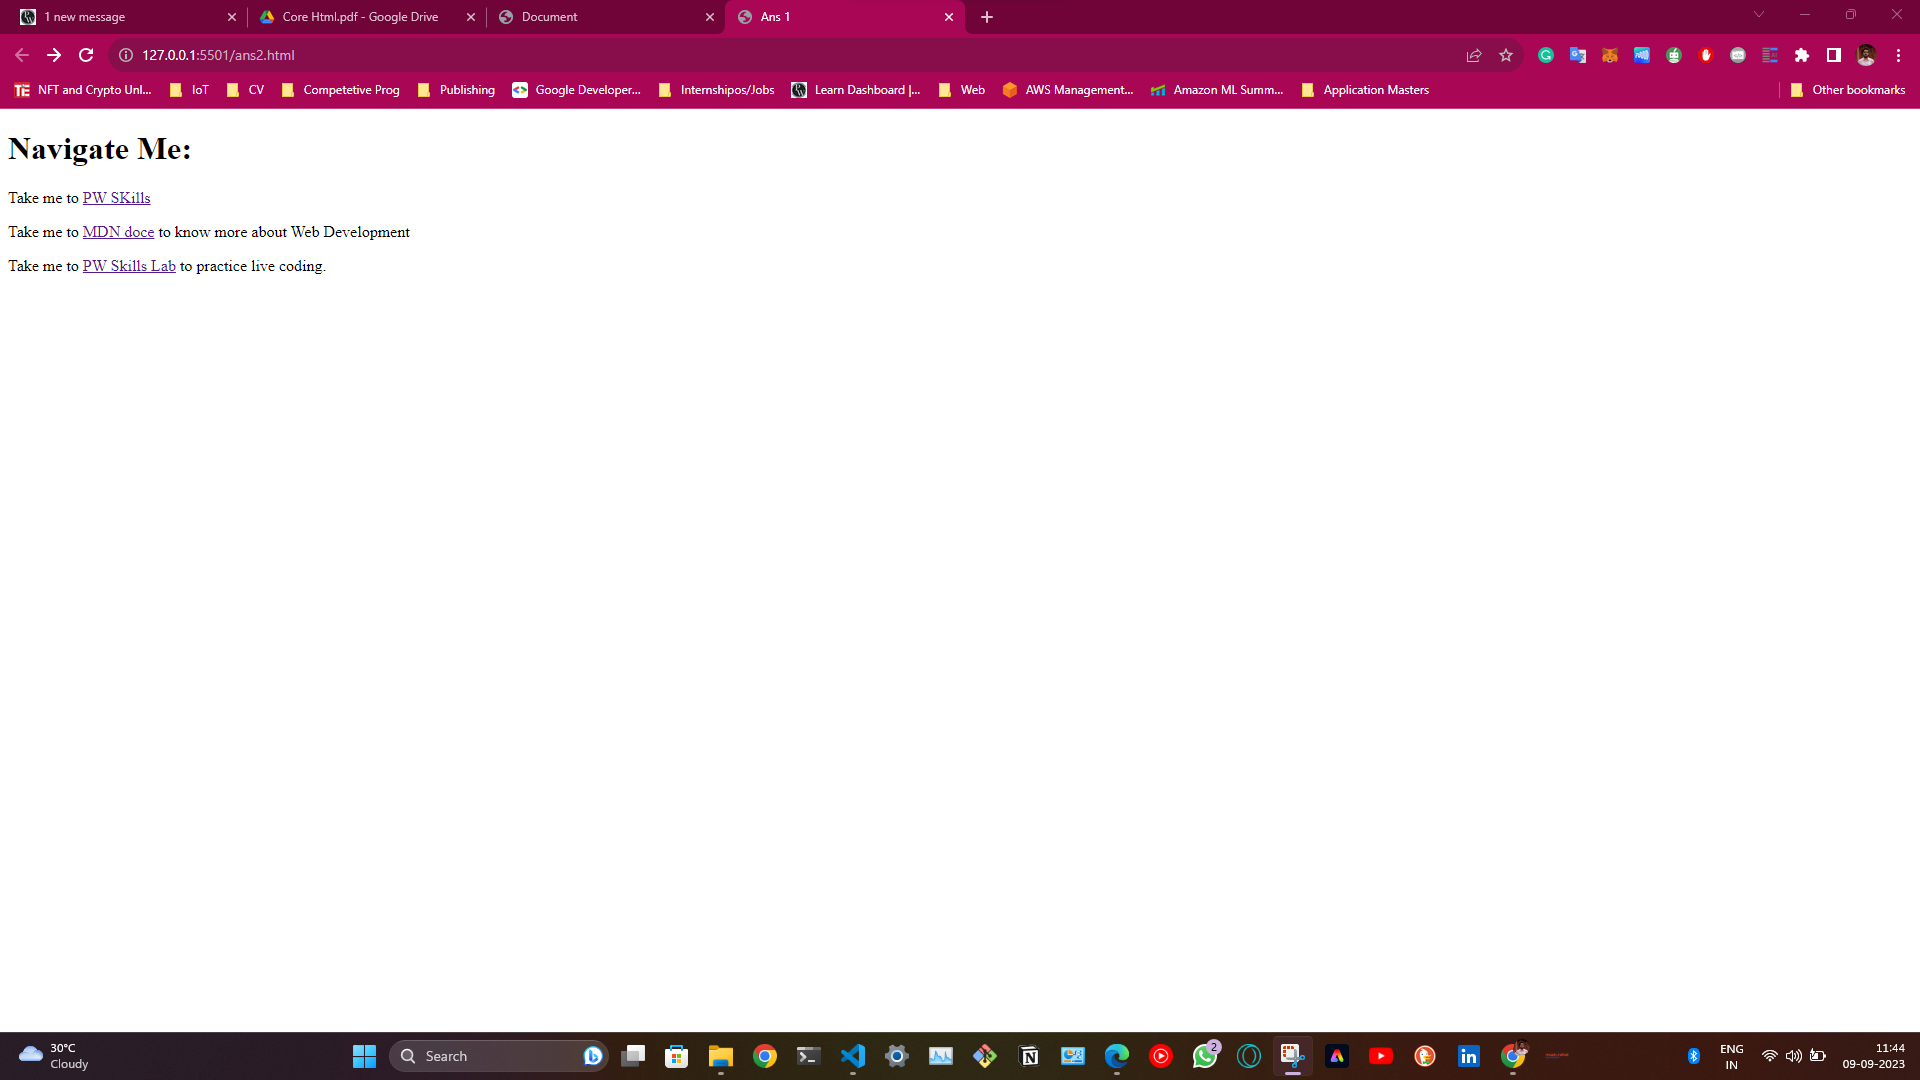 1 new message
Core Html.pdf - Google Drive
Document
Ans 1
127.0.0.1:5501/ans2.html
NFT and Crypto Unl...
IoT
CV
Competetive Prog
Publishing
Google Developer...
Internshipos/Jobs
Learn Dashboard |...
Web
AWS Management...
Amazon ML Summ...
Application Masters
Other bookmarks
Navigate Me:
Take me to PW SKills
Take me to MDN doce to know more about Web Development
Take me to PW Skills Lab to practice live coding.
30°C
Cloudy
Search
2
ENG
IN
11:44
09-09-2023